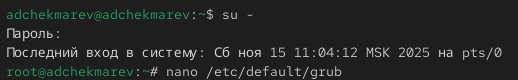 adchekmarev@adchekmarev:~$ su -
Пароль:
Последний вход в систему: Сб ноя 15 11:04:12 MSK 2025 на pts/0
root@adchekmarev:~# nano /etc/default/grub